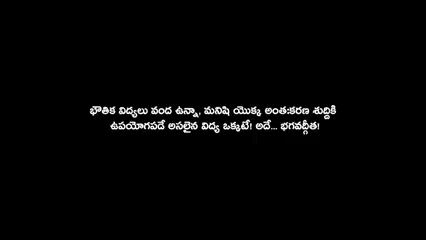 భౌతిక విద్యలు వంద ఉన్నా, మనిషి యొక్క అంతఃకరణ శుద్దికి
ఉపయోగపడే అసలైన విద్య ఒక్కటే! అదే... భగవద్గీత!